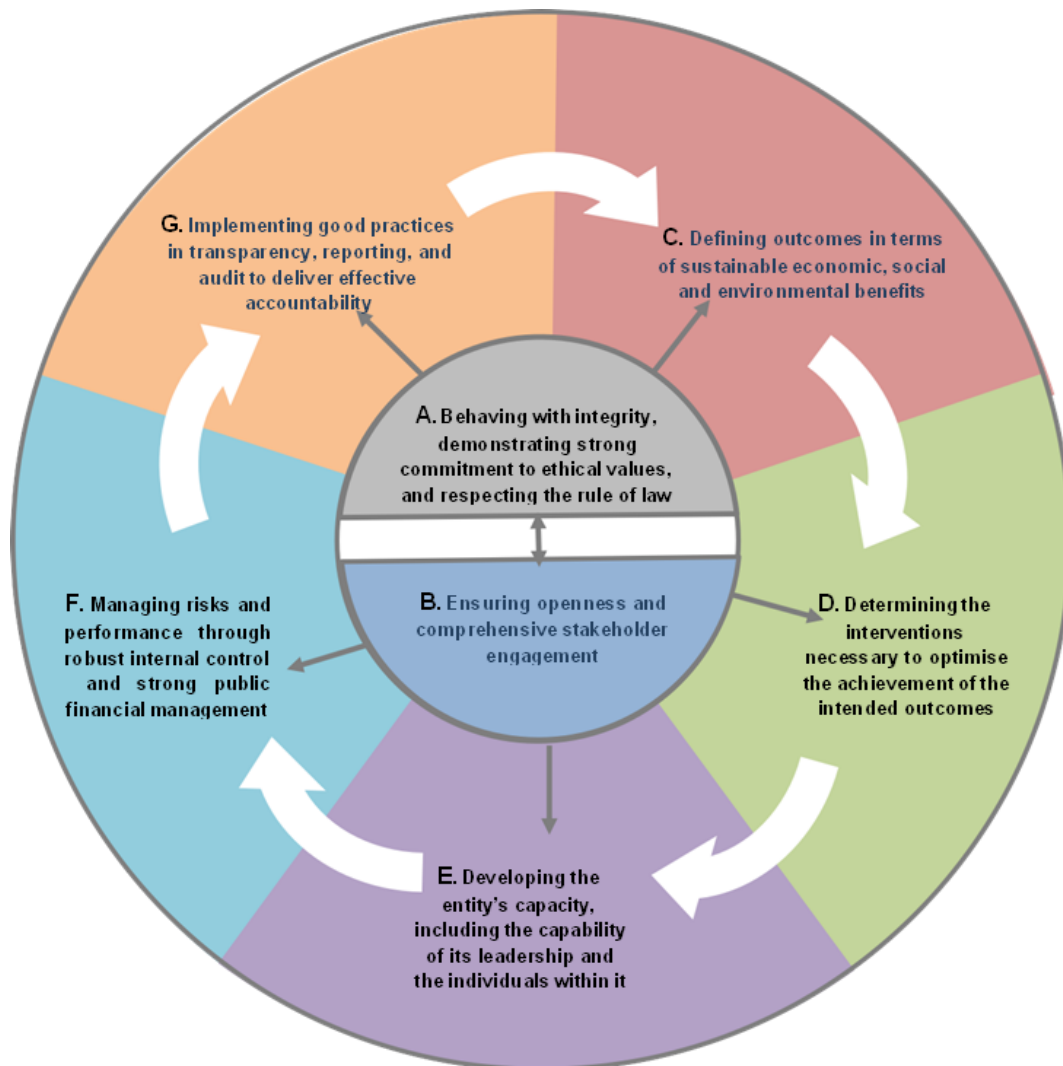 G. Implementing good practices
in transparency, reporting, and
audit to deliver effective
accountability
C. Defining outcomes in terms
of sustainable economic, social
and environmental benefits
A. Behaving with integrity,
demonstrating strong
commitment to ethical values,
and respecting the rule of law
B. Ensuring openness and
comprehensive stakeholder
engagement
D. Determining the
interventions
necessary to optimise
the achievement of the
intended outcomes
E. Developing the
entity's capacity,
including the capability
of its leadership and
the individuals within it
F. Managing risks and
performance through
robust internal control
and strong public
financial management